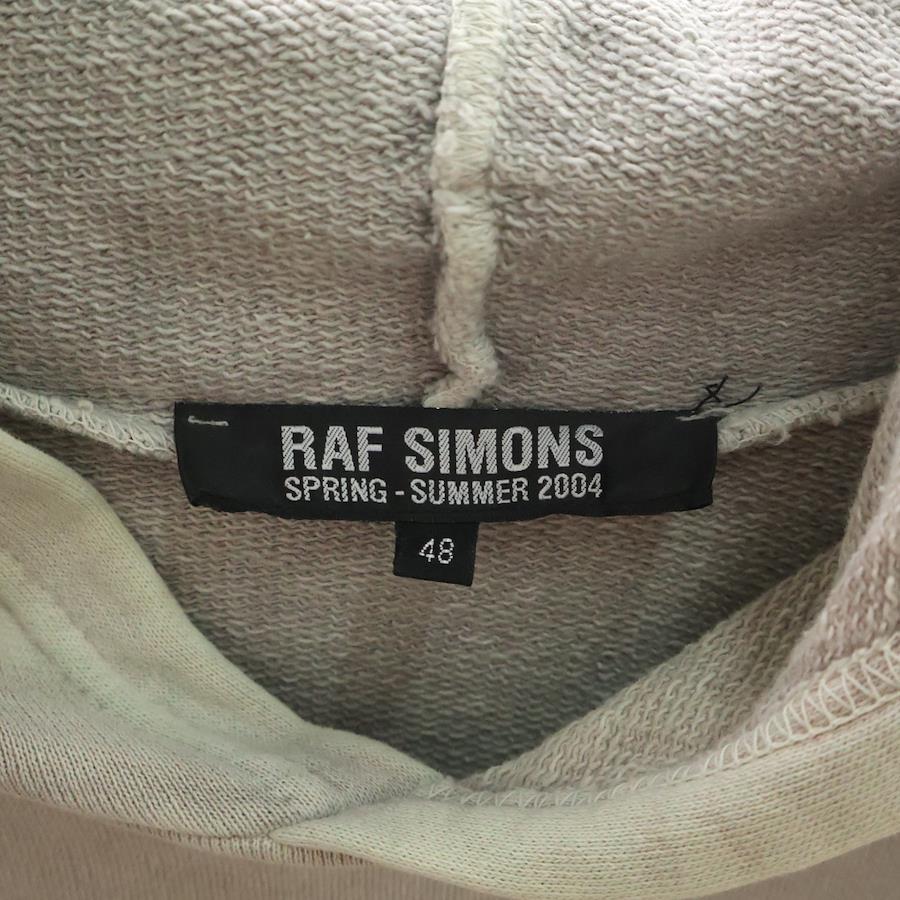 RAF SIMONS
SPRING - SUMMER 2004
48